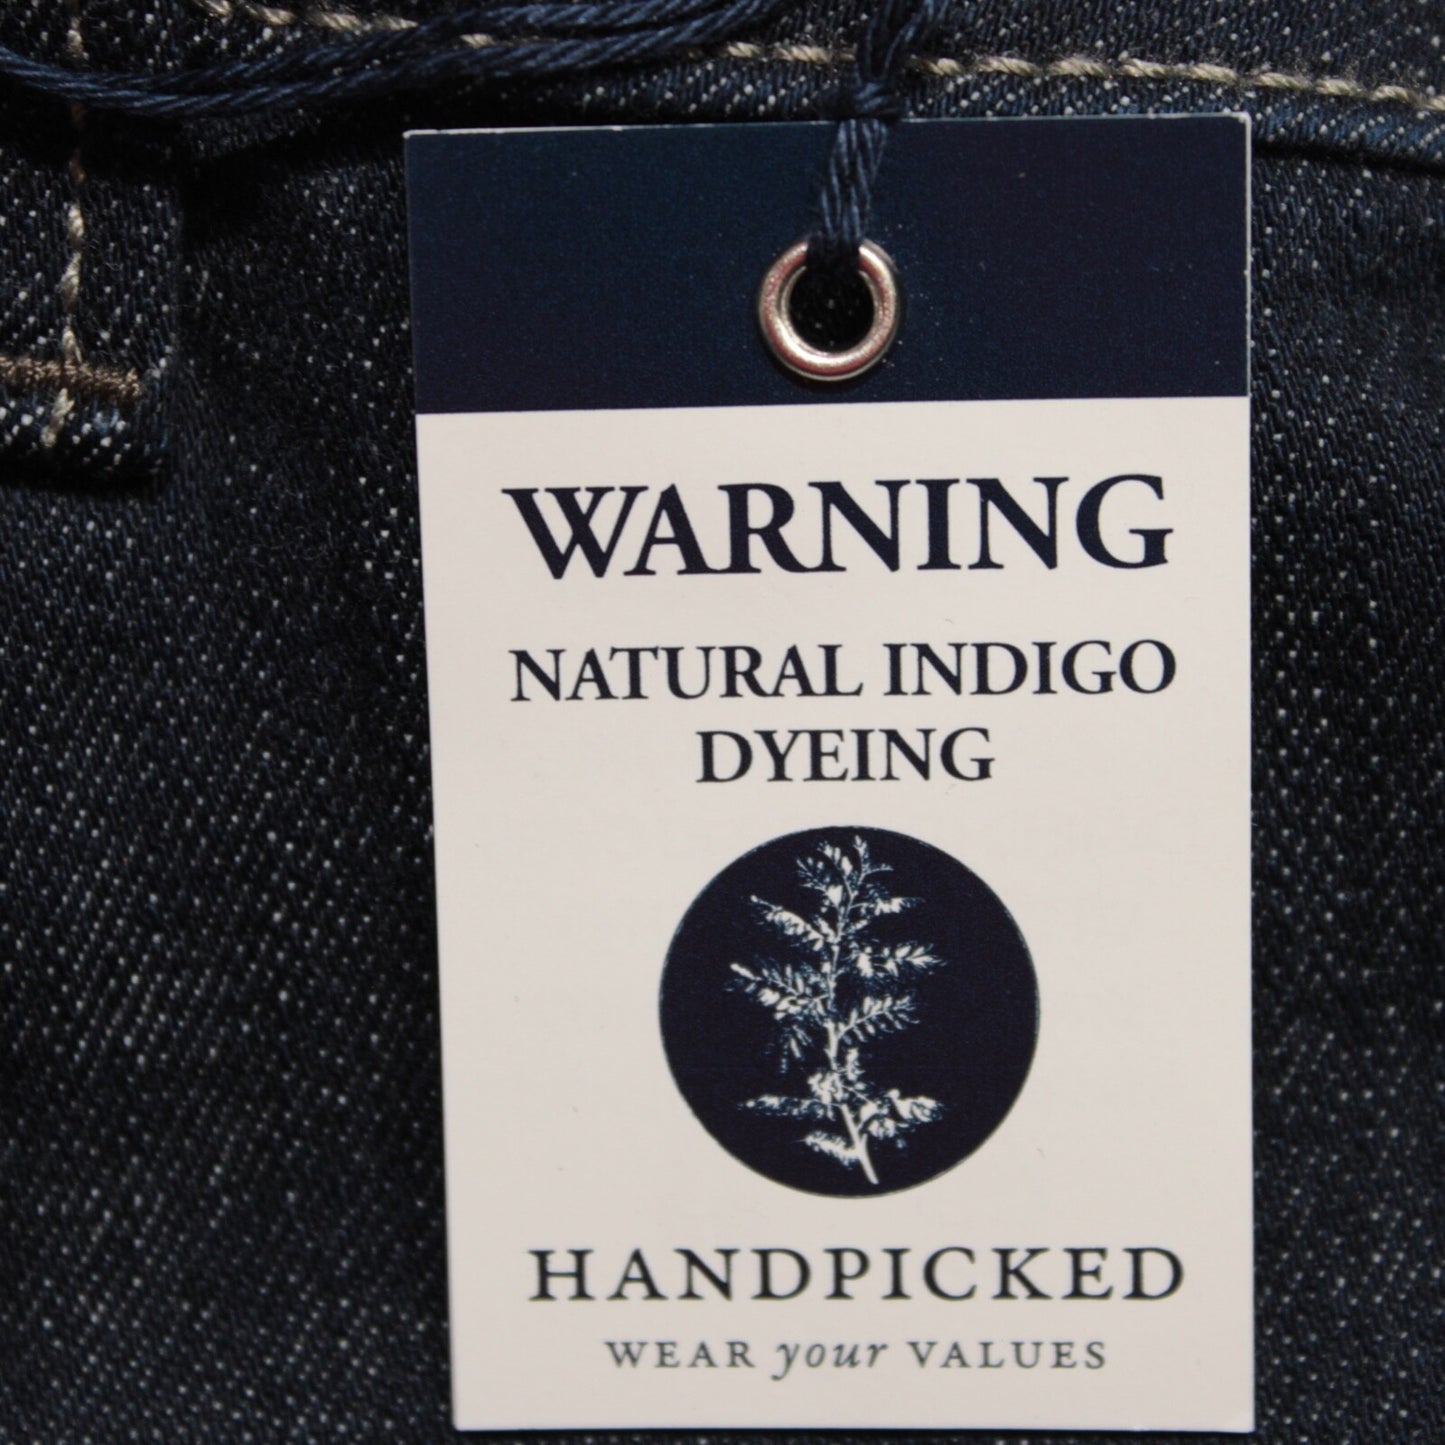 WARNING
NATURAL INDIGO
DYEING
HANDPICKED
WEAR your VALUES